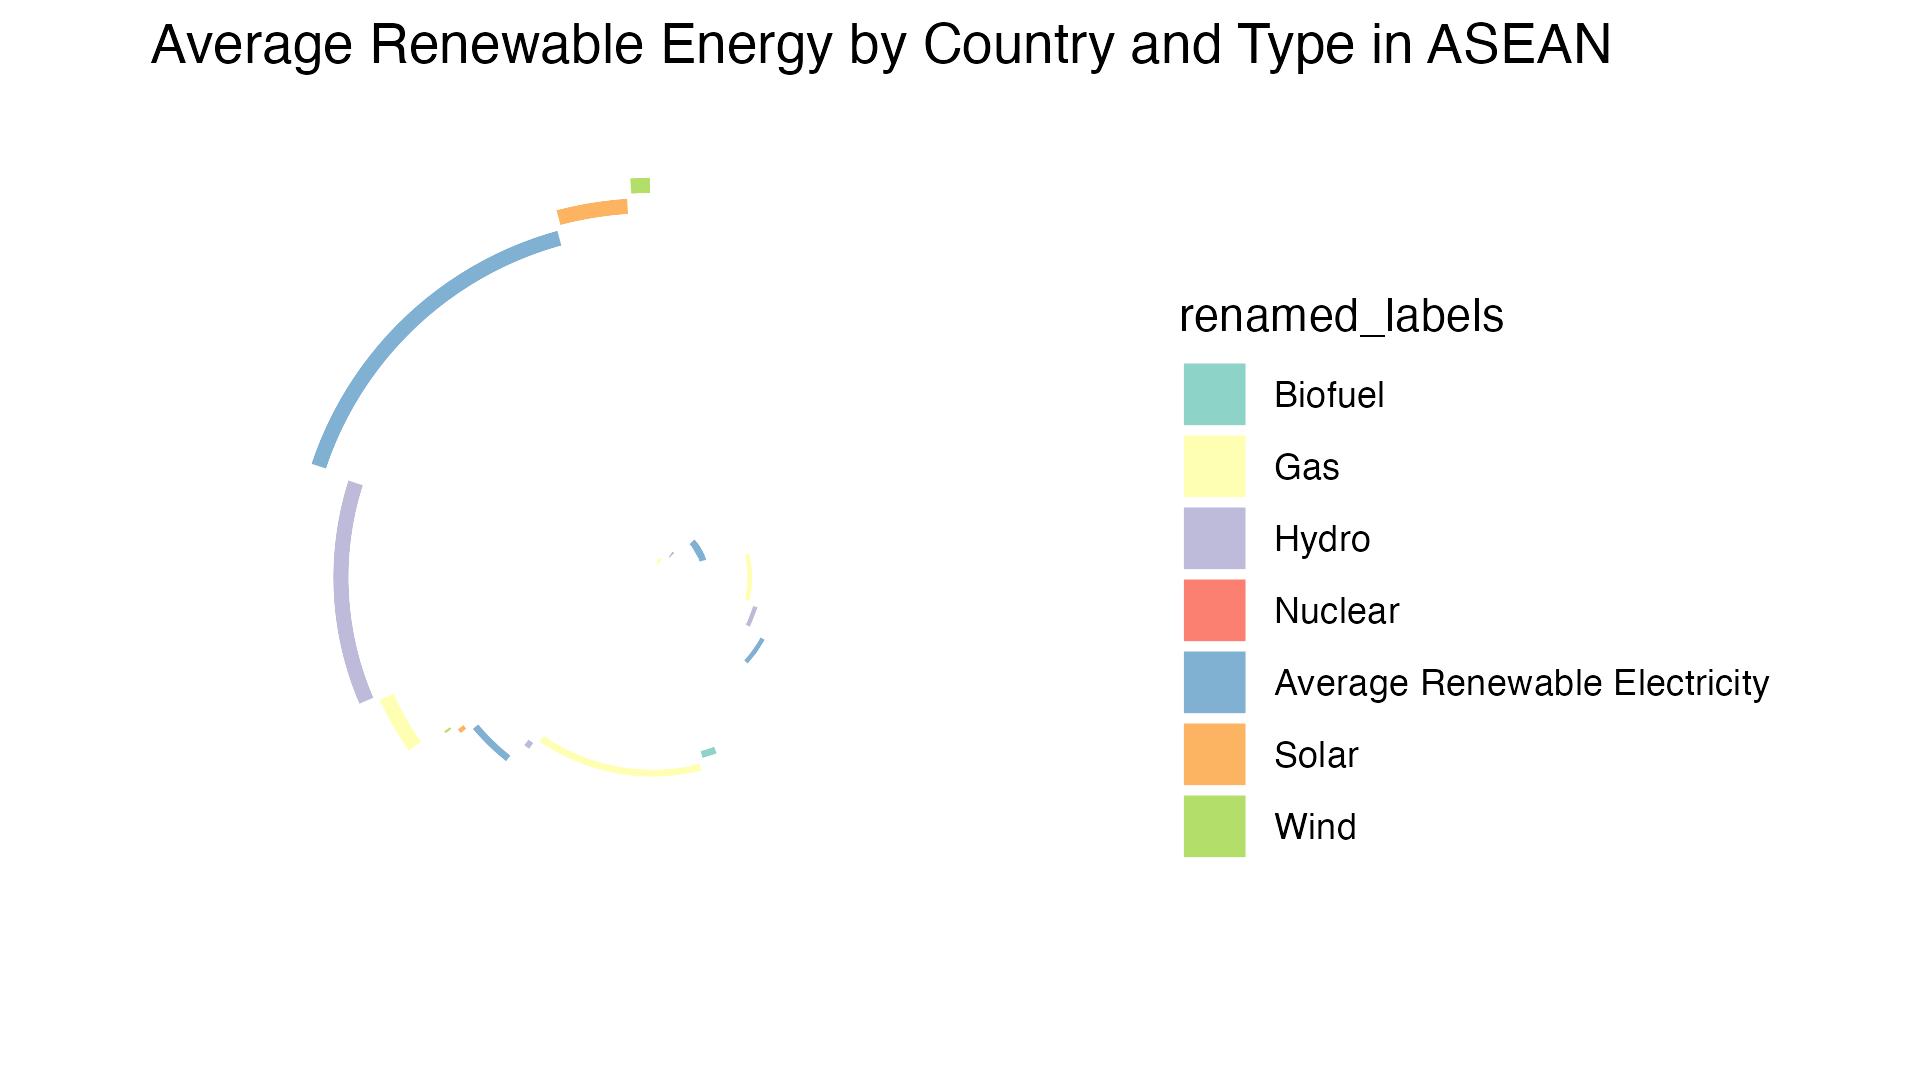 Average Renewable Energy by Country and Type in ASEAN
renamed_labels
Biofuel
Gas
Hydro
Nuclear
Average Renewable Electricity
Solar
Wind